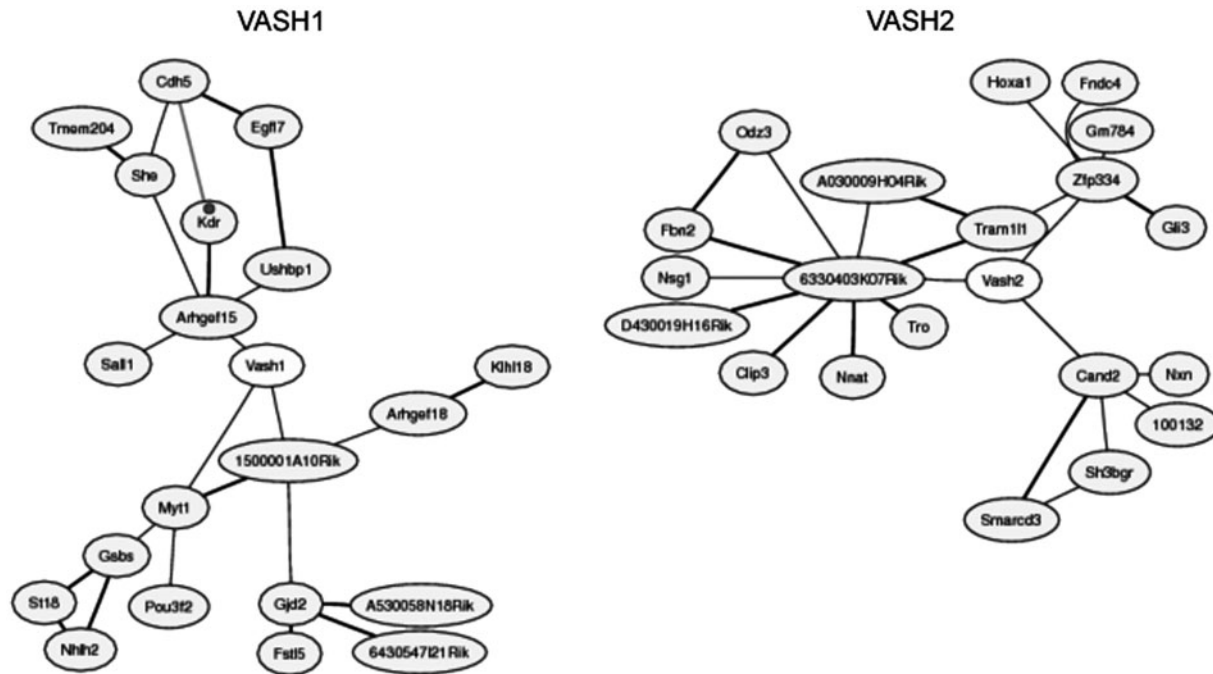 VASH1
VASH2
Cdh5
Tmem204
Egfl7
She
Kdr
Ushbp1
Arhgef15
Sall1
Vash1
Klhl18
Arhgef18
1500001A10Rik
Myt1
Gsbs
St18
Pou3f2
Nhlh2
Gjd2
A530058N18Rik
Fstl5
6430547I21Rik
Hoxa1
Fndc4
Gm784
Odz3
A030009H04Rik
Zfp334
Fbn2
Tram1l1
Gli3
Nsg1
6330403K07Rik
Vash2
D430019H16Rik
Tro
Clip3
Nnat
Cand2
Nxn
100132
Sh3bgr
Smarcd3